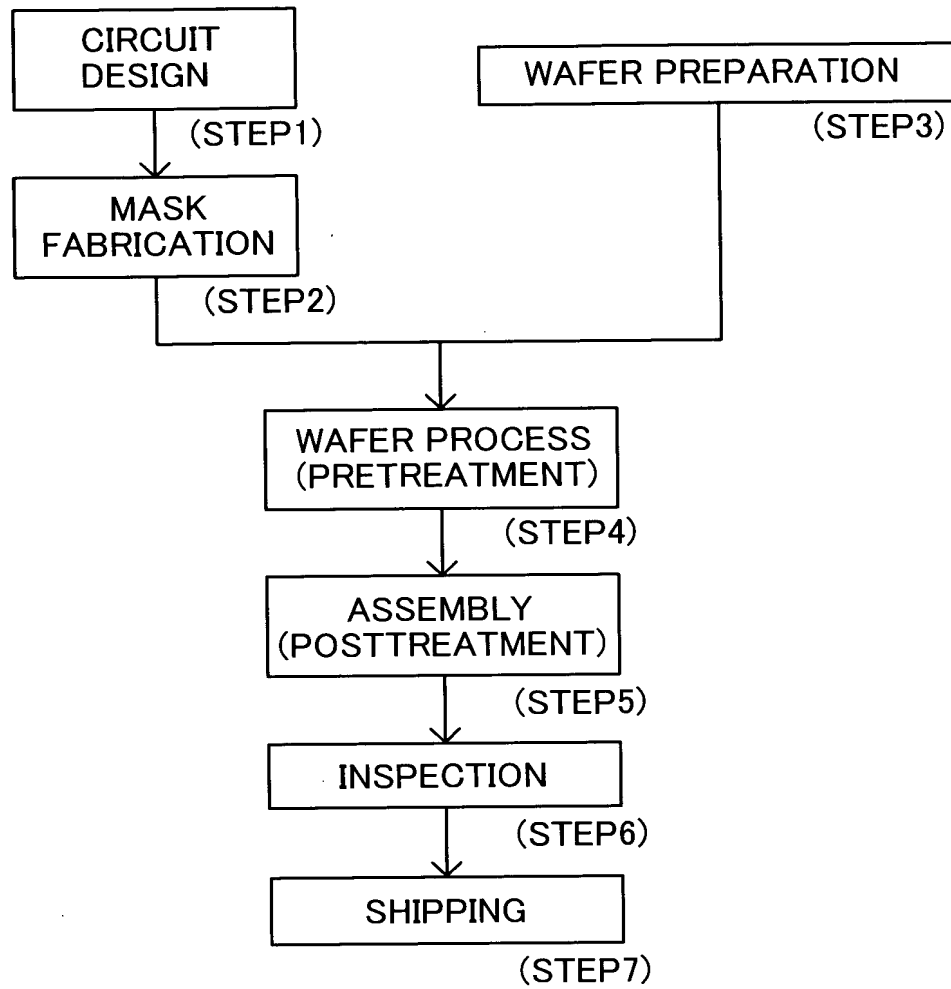 CIRCUIT
DESIGN
(STEP1)
MASK
FABRICATION
(STEP2)
WAFER PREPARATION
(STEP3)
WAFER PROCESS
(PRETREATMENT)
(STEP4)
ASSEMBLY
(POSTTREATMENT)
(STEP5)
INSPECTION
(STEP6)
SHIPPING
(STEP7)